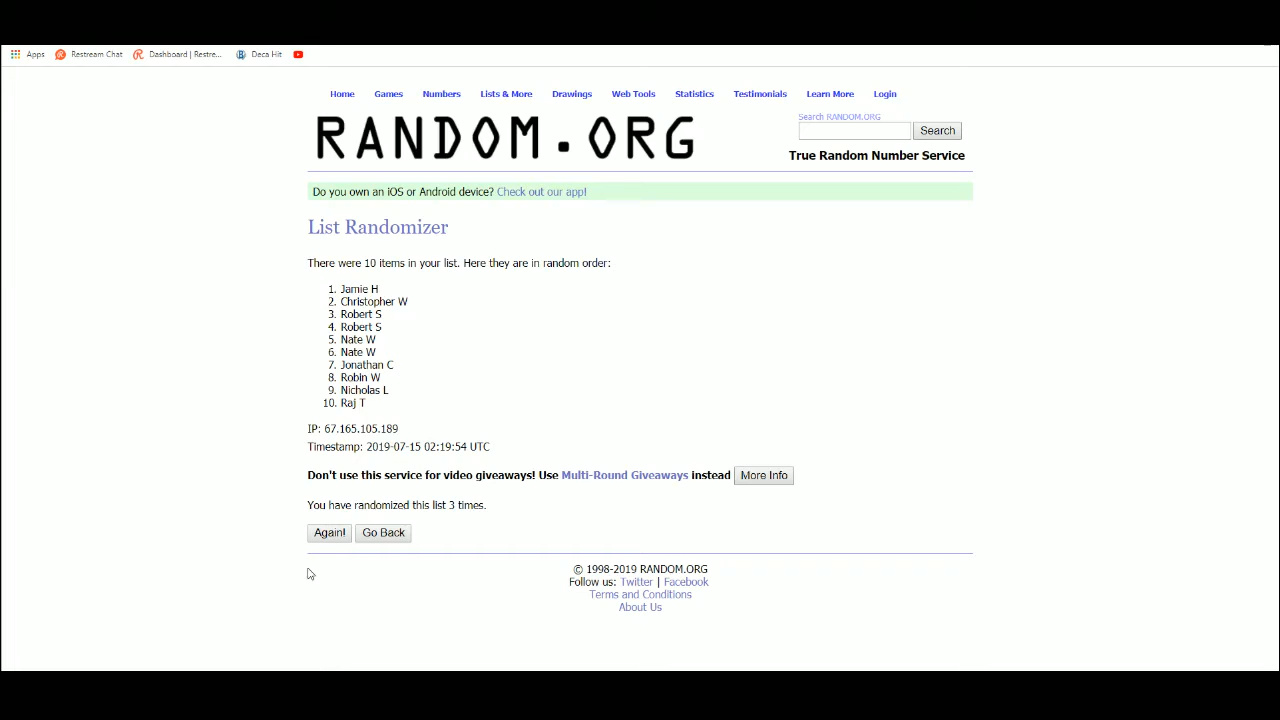 Apps Restream Chat Dashboard | Restre... Deca Hit
Home Games Numbers Lists & More Drawings Web Tools Statistics Testimonials Learn More Login
RANDOM.ORG
Search RANDOM.ORG
Search
True Random Number Service
Do you own an iOS or Android device? Check out our app!
List Randomizer
There were 10 items in your list. Here they are in random order:
1. Jamie H
2. Christopher W
3. Robert S
4. Robert S
5. Nate W
6. Nate W
7. Jonathan C
8. Robin W
9. Nicholas L
10. Raj T
IP: 67.165.105.189
Timestamp: 2019-07-15 02:19:54 UTC
Don't use this service for video giveaways! Use Multi-Round Giveaways instead More Info
You have randomized this list 3 times.
Again! Go Back
© 1998-2019 RANDOM.ORG
Follow us: Twitter | Facebook
Terms and Conditions
About Us